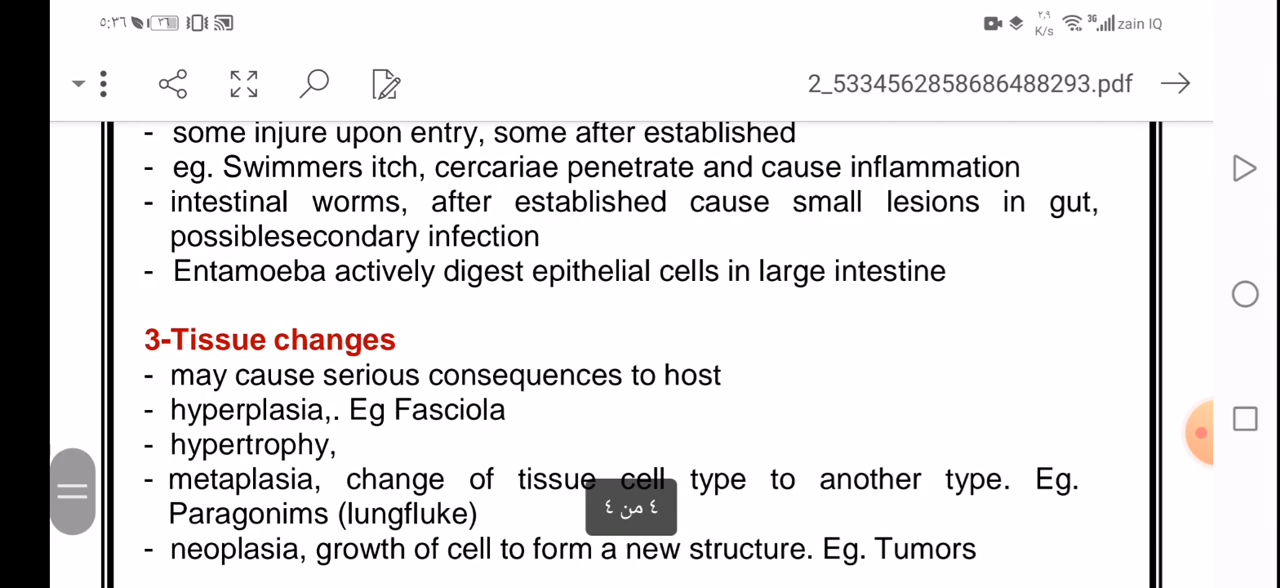 ٥:٣٦ ٢٦ ٢,٩ K/s 3G zain IQ
2_5334562858686488293.pdf
- some injure upon entry, some after established
- eg. Swimmers itch, cercariae penetrate and cause inflammation
- intestinal worms, after established cause small lesions in gut,
possiblesecondary infection
- Entamoeba actively digest epithelial cells in large intestine
3-Tissue changes
- may cause serious consequences to host
- hyperplasia,. Eg Fasciola
- hypertrophy,
- metaplasia, change of tissue cell type to another type. Eg.
Paragonims (lungfluke)
٤ من ٤
- neoplasia, growth of cell to form a new structure. Eg. Tumors